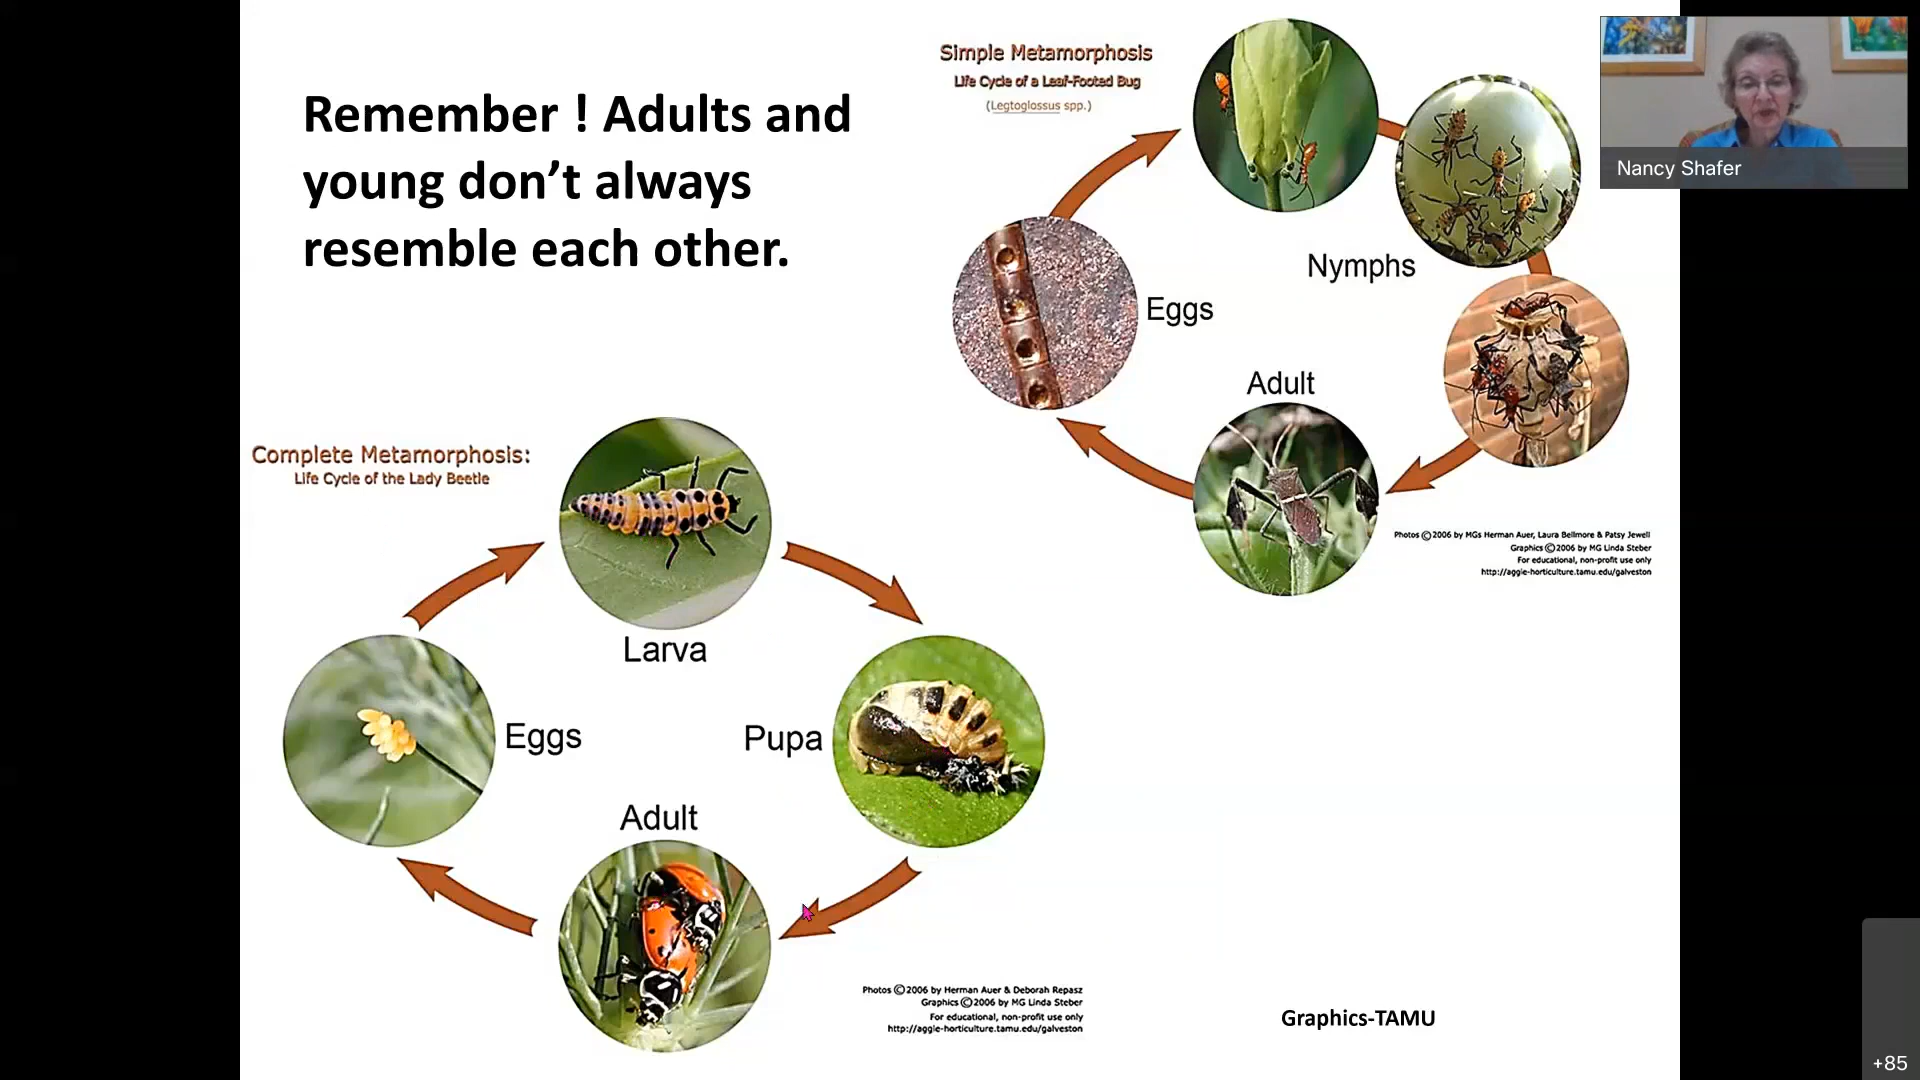 Remember ! Adults and
young don’t always
resemble each other.
Simple Metamorphosis
Life Cycle of a Leaf-Footed Bug
(Legtoglossus spp.)
Nymphs
Eggs
Adult
Photos ©2006 by MGs Herman Auer, Laura Bellmore & Patsy Jewell
Graphics ©2006 by MG Linda Steber
For educational, non-profit use only
http://aggie-horticulture.tamu.edu/galveston
Nancy Shafer
Complete Metamorphosis:
Life Cycle of the Lady Beetle
Larva
Eggs
Pupa
Adult
Photos ©2006 by Herman Auer & Deborah Repasz
Graphics ©2006 by MG Linda Steber
For educational, non-profit use only
http://aggie-horticulture.tamu.edu/galveston
Graphics-TAMU
+85